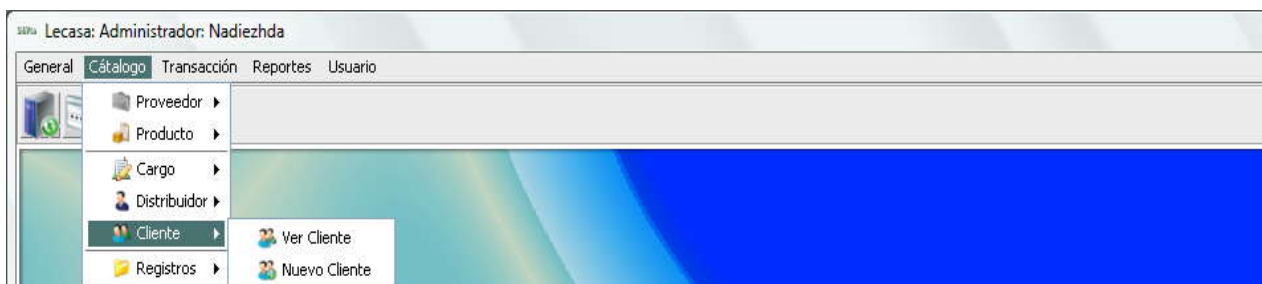 Lecasa: Administrador: Nadiezhda
General Cátalogo Transacción Reportes Usuario
Proveedor
Producto
Cargo
Distribuidor
Cliente
Ver Cliente
Registros
Nuevo Cliente